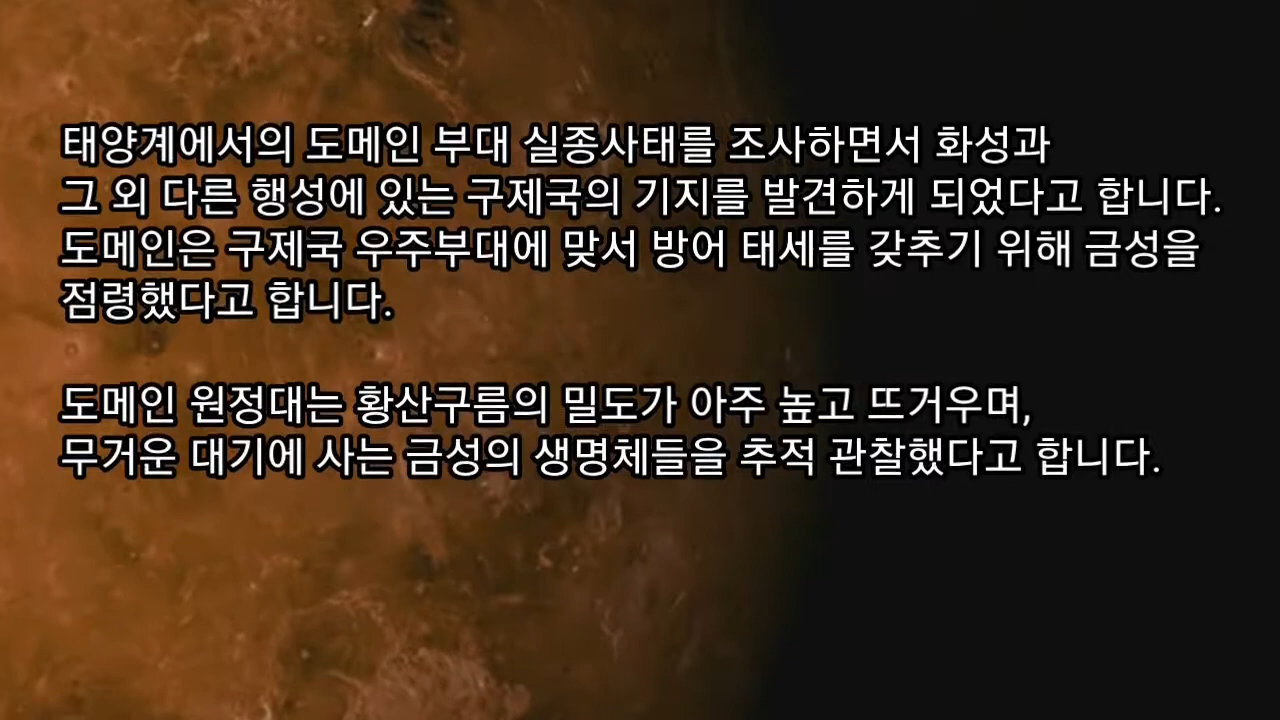 태양계에서의 도메인 부대 실종사태를 조사하면서 화성과
그 외 다른 행성에 있는 구제국의 기지를 발견하게 되었다고 합니다.
도메인은 구제국 우주부대에 맞서 방어 태세를 갖추기 위해 금성을
점령했다고 합니다.
도메인 원정대는 황산구름의 밀도가 아주 높고 뜨거우며,
무거운 대기에 사는 금성의 생명체들을 추적 관찰했다고 합니다.